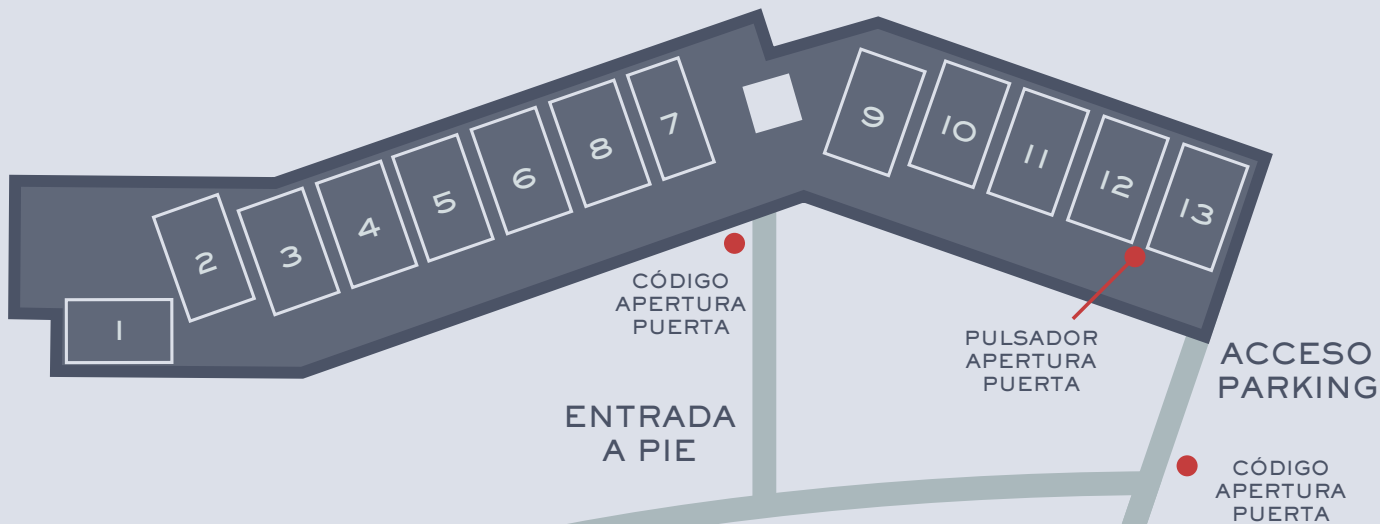 1
2
3
4
5
6
8
7
9
10
11
12
13
CÓDIGO
APERTURA
PUERTA
PULSADOR
APERTURA
PUERTA
ACCESO
PARKING
ENTRADA
A PIE
CÓDIGO
APERTURA
PUERTA